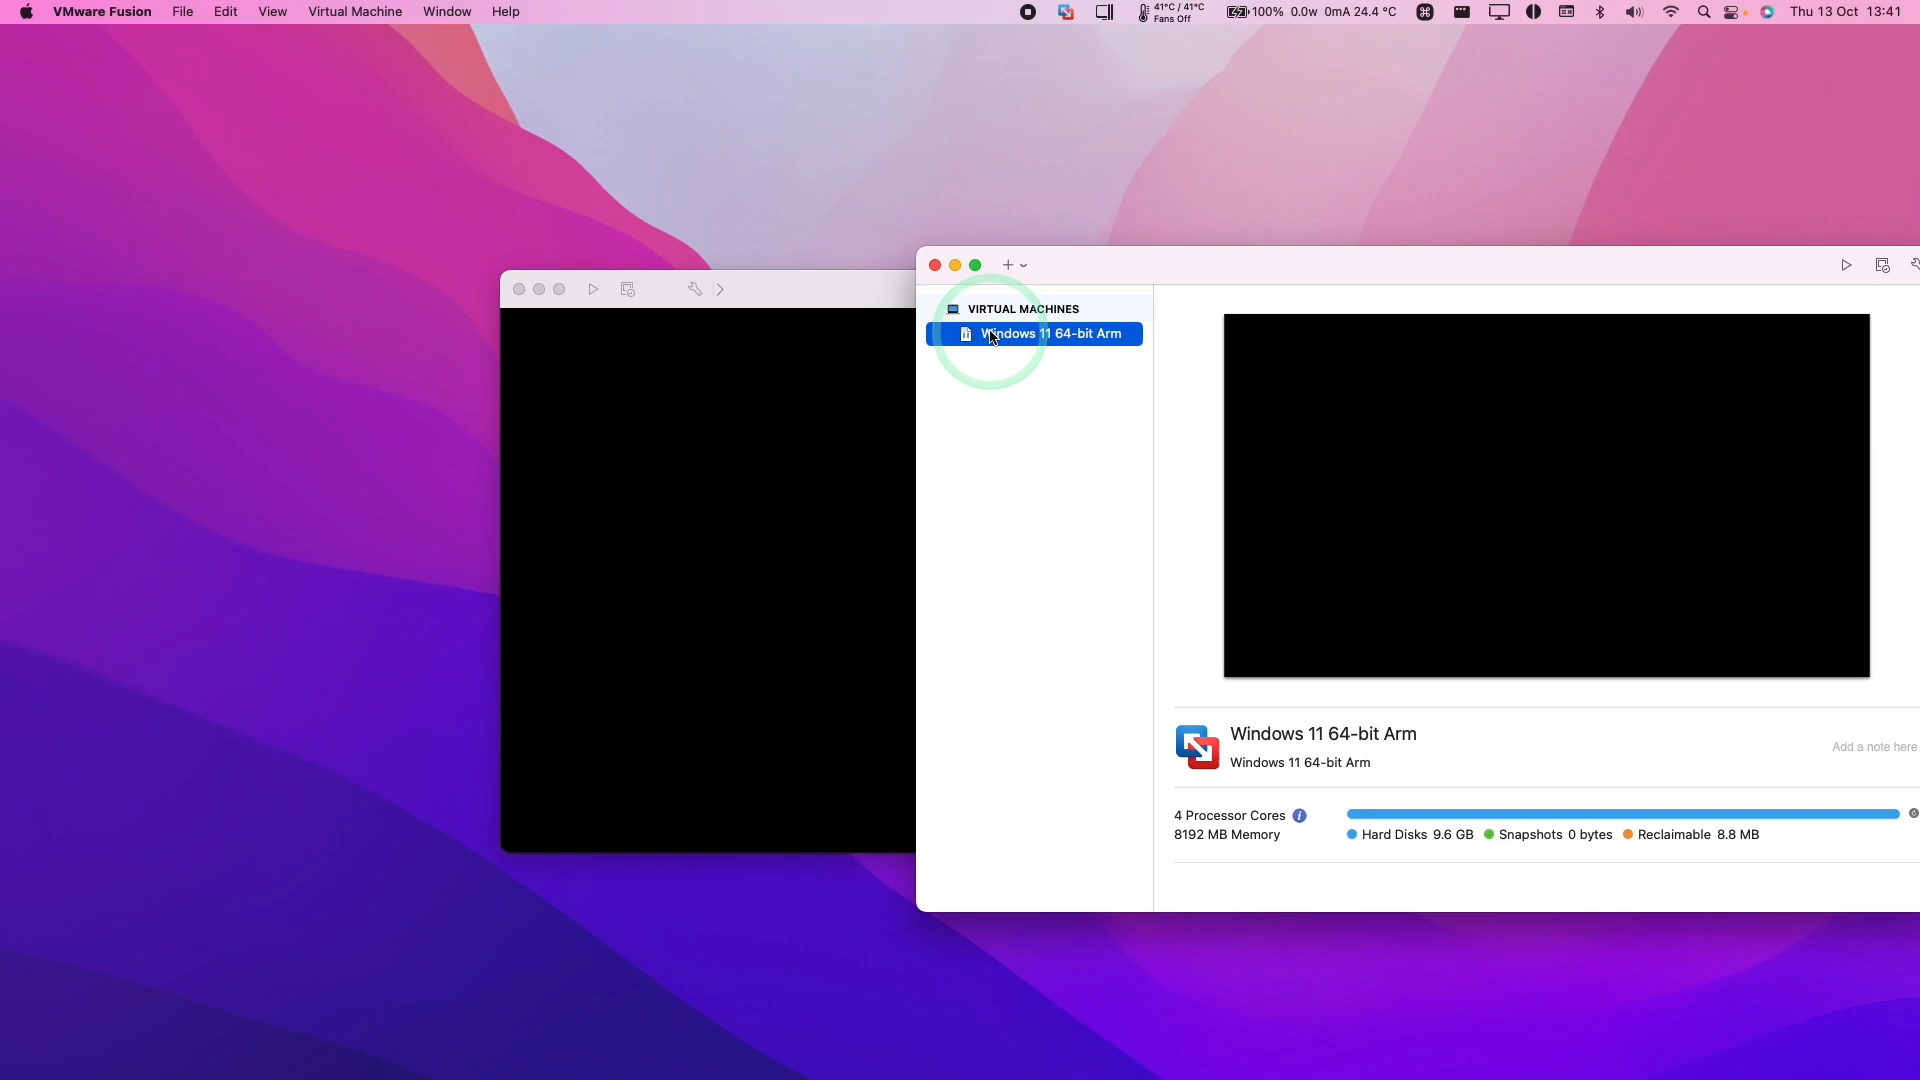 VMware Fusion File Edit View Virtual Machine Window Help
41°C / 41°C
Fans Off
100% 0.0w 0mA 24.4 °C
Thu 13 Oct 13:41
VIRTUAL MACHINES
Windows 11 64-bit Arm
Windows 11 64-bit Arm
Windows 11 64-bit Arm
Add a note here
4 Processor Cores
8192 MB Memory
Hard Disks 9.6 GB Snapshots 0 bytes Reclaimable 8.8 MB